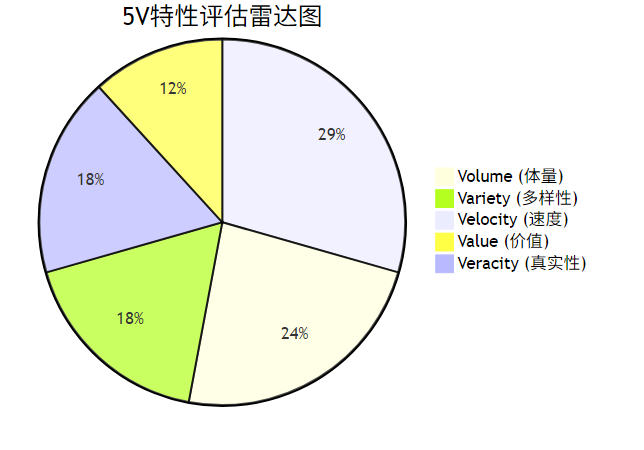 5V特性评估雷达图
12%
29%
18%
18%
24%
Volume (体量)
Variety (多样性)
Velocity (速度)
Value (价值)
Veracity (真实性)